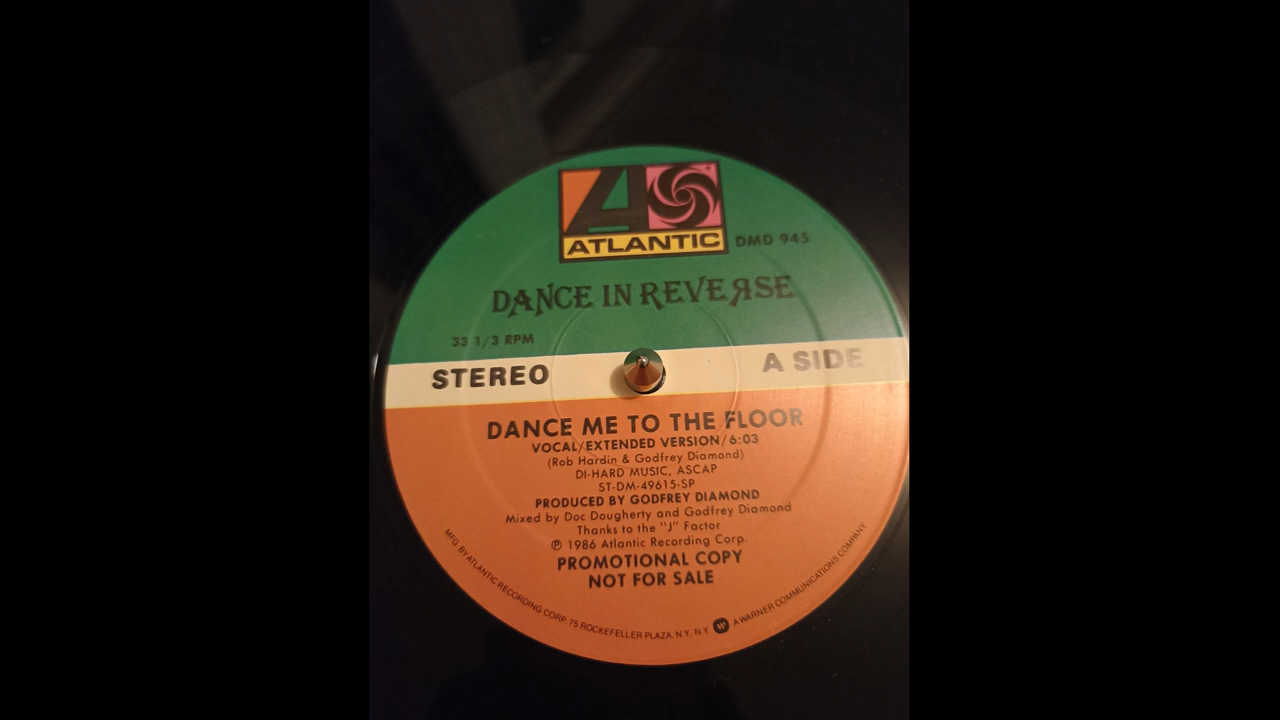 ATLANTIC
DMD 945
DANCE IN REVEЯSE
33 1/3 RPM
STEREO
A SIDE
DANCE ME TO THE FLOOR
VOCAL/EXTENDED VERSION/6:03
(Rob Hardin & Godfrey Diamond)
DI-HARD MUSIC, ASCAP
ST-DM-49615-SP
PRODUCED BY GODFREY DIAMOND
Mixed by Doc Dougherty and Godfrey Diamond
Thanks to the "J" Factor
℗ 1986 Atlantic Recording Corp.
PROMOTIONAL COPY
NOT FOR SALE
MFG. BY ATLANTIC RECORDING CORP. 75 ROCKEFELLER PLAZA, N.Y. N.Y. W A WARNER COMMUNICATIONS COMPANY